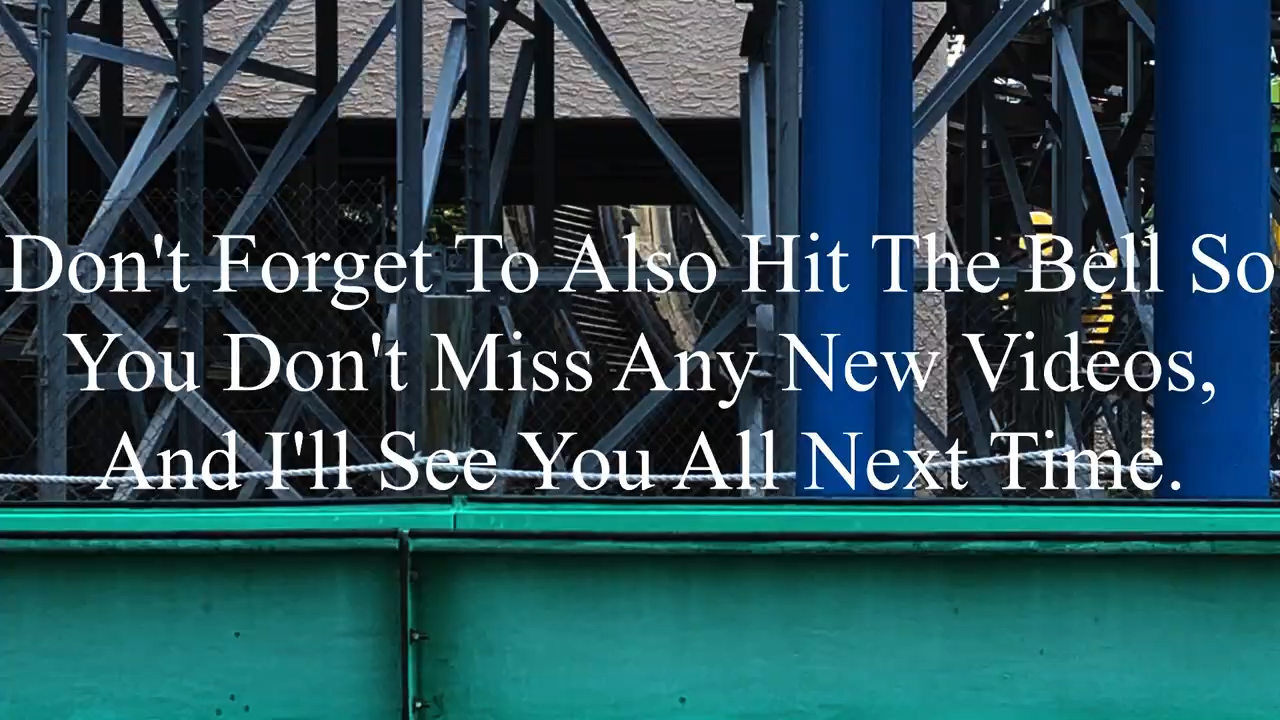 Don't Forget To Also Hit The Bell So
You Don't Miss Any New Videos,
And I'll See You All Next Time.